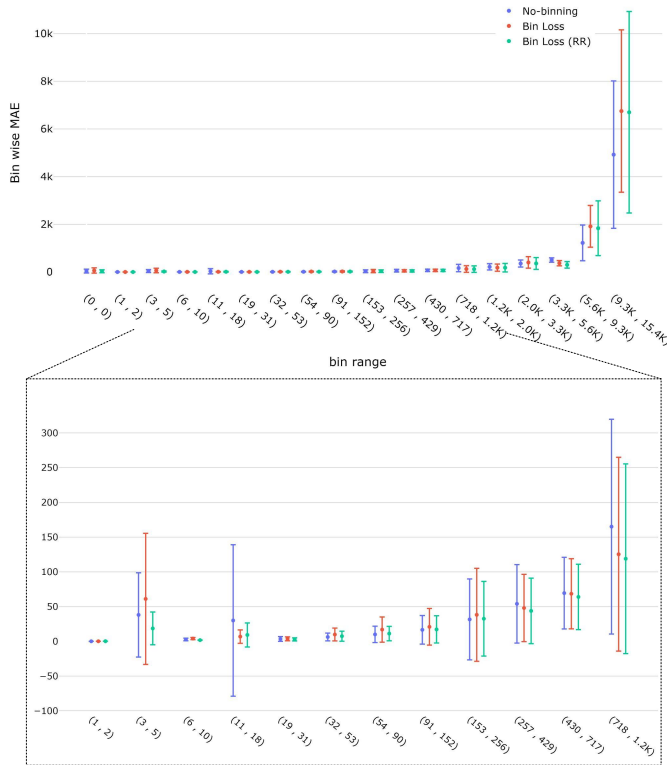 No-binning
Bin Loss
Bin Loss (RR)
Bin wise MAE
10k
8k
6k
4k
2k
0
(0 , 0)
(1 , 2)
(3 , 5)
(6 , 10)
(11 , 18)
(19 , 31)
(32 , 53)
(54 , 90)
(91 , 152)
(153 , 256)
(257 , 429)
(430 , 717)
(718 , 1.2K)
(1.2K , 2.0K)
(2.0K , 3.3K)
(3.3K , 5.6K)
(5.6K , 9.3K)
(9.3K , 15.4K)
bin range
300
250
200
150
100
50
0
−50
−100
(1 , 2)
(3 , 5)
(6 , 10)
(11 , 18)
(19 , 31)
(32 , 53)
(54 , 90)
(91 , 152)
(153 , 256)
(257 , 429)
(430 , 717)
(718 , 1.2K)